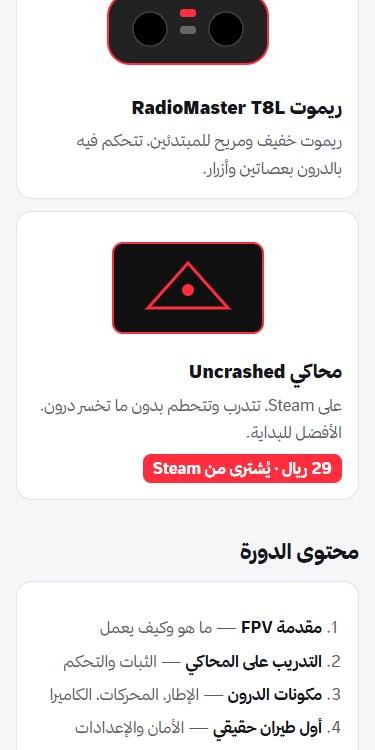 ريموت RadioMaster T8L
ريموت خفيف ومريح للمبتدئين. تتحكم فيه
بالدرون بعصاتين وأزرار.
محاكي Uncrashed
على Steam. تتدرب وتتحطم بدون ما تخسر درون.
الأفضل للبداية.
29 ريال · يُشترى من Steam
محتوى الدورة
1. مقدمة FPV — ما هو وكيف يعمل
2. التدريب على المحاكي — الثبات والتحكم
3. مكونات الدرون — الإطار، المحركات، الكاميرا
4. أول طيران حقيقي — الأمان والإعدادات